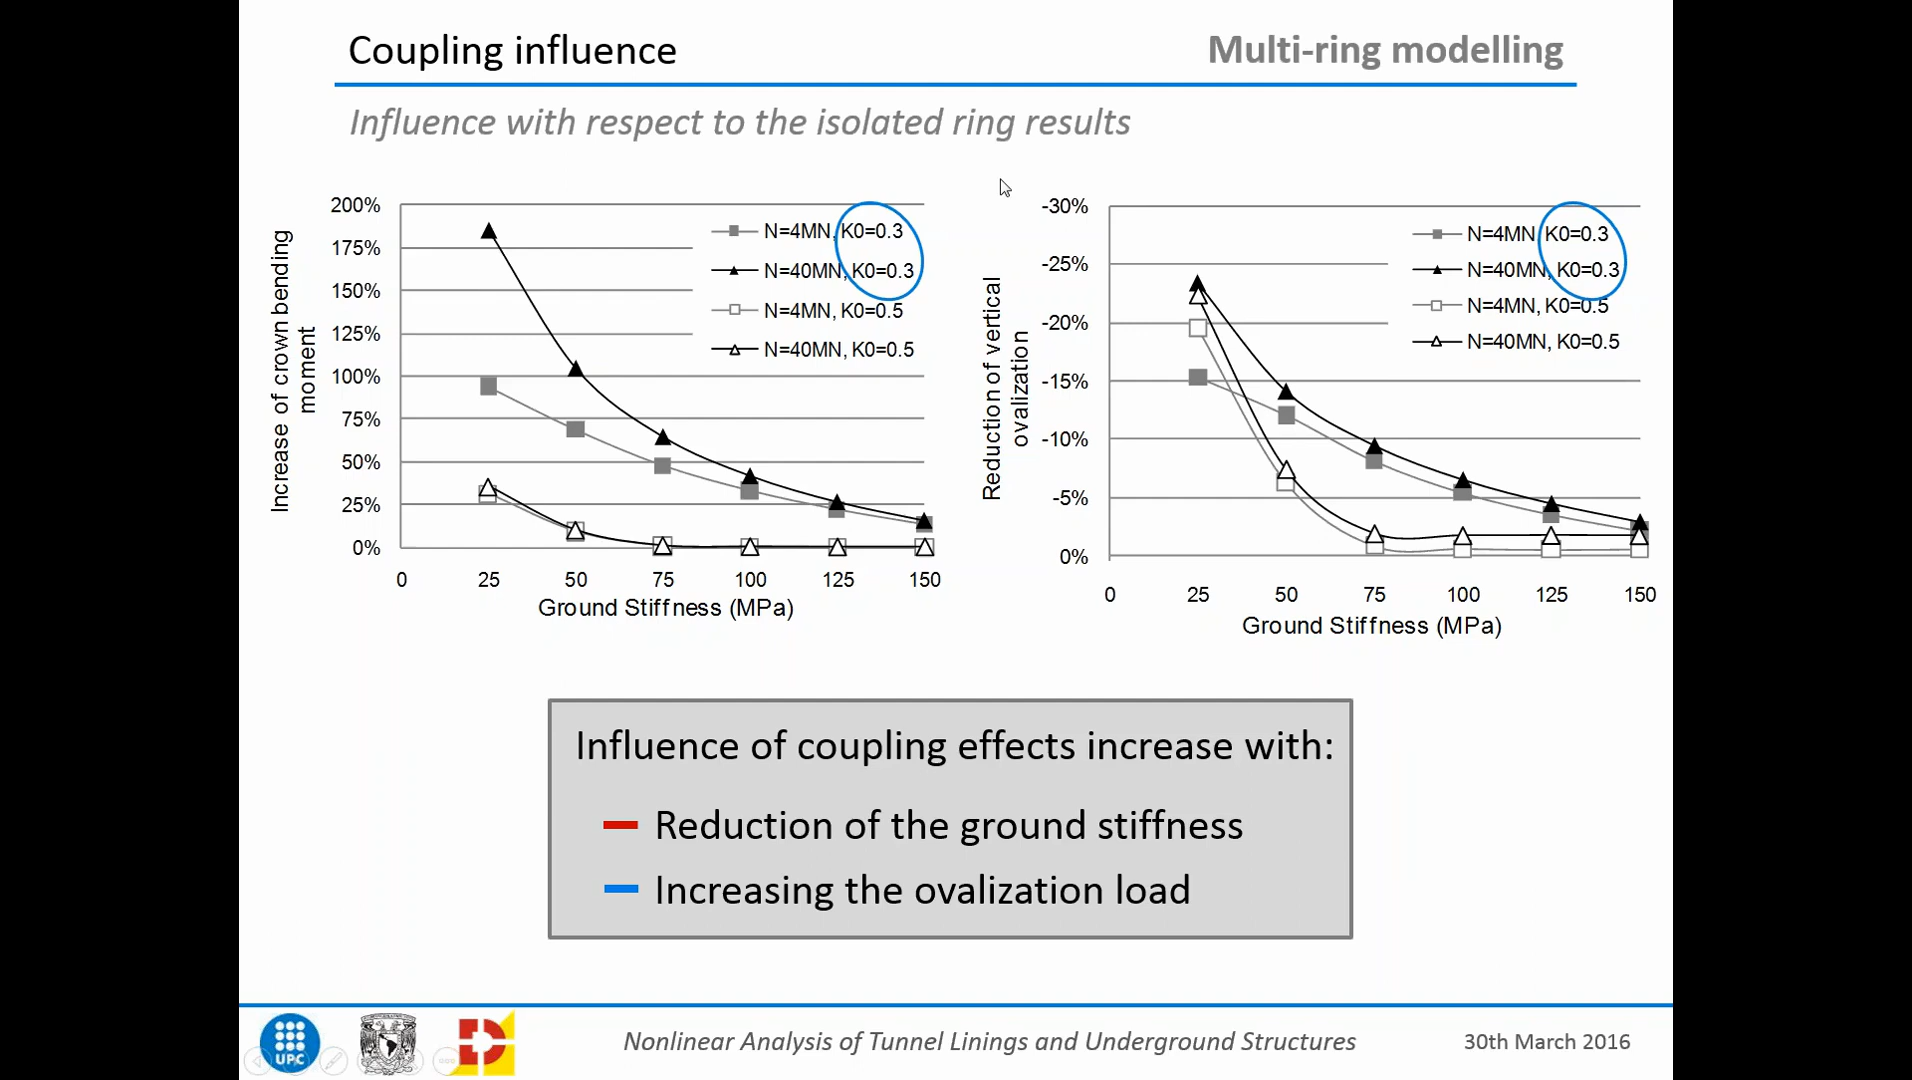 Coupling influence
Multi-ring modelling
Influence with respect to the isolated ring results
Increase of crown bending
moment
200%
175%
150%
125%
100%
75%
50%
25%
0%
0 25 50 75 100 125 150
Ground Stiffness (MPa)
N=4MN, K0=0.3
N=40MN, K0=0.3
N=4MN, K0=0.5
N=40MN, K0=0.5
Reduction of vertical
ovalization
-30%
-25%
-20%
-15%
-10%
-5%
0%
0 25 50 75 100 125 150
Ground Stiffness (MPa)
N=4MN, K0=0.3
N=40MN, K0=0.3
N=4MN, K0=0.5
N=40MN, K0=0.5
Influence of coupling effects increase with:
Reduction of the ground stiffness
Increasing the ovalization load
UPC
Nonlinear Analysis of Tunnel Linings and Underground Structures
30th March 2016